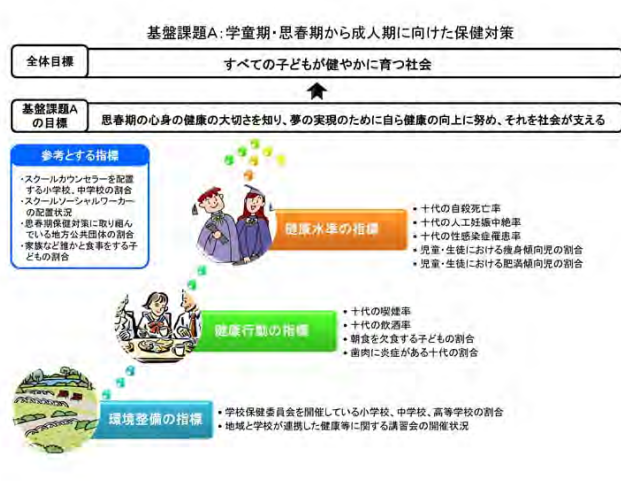 基盤課題A:学童期・思春期から成人期に向けた保健対策
全体目標
すべての子どもが健やかに育つ社会
基盤課題A
の目標
思春期の心身の健康の大切さを知り、夢の実現のために自ら健康の向上に努め、それを社会が支える
参考とする指標
・スクールカウンセラーを配置
する小学校、中学校の割合
・スクールソーシャルワーカー
の配置状況
・思春期保健対策に取り組ん
でいる地方公共団体の割合
・家族など誰かと食事をする子
どもの割合
健康水準の指標
• 十代の自殺死亡率
• 十代の人工妊娠中絶率
• 十代の性感染症罹患率
• 児童・生徒における痩身傾向児の割合
• 児童・生徒における肥満傾向児の割合
健康行動の指標
• 十代の喫煙率
• 十代の飲酒率
• 朝食を欠食する子どもの割合
• 歯肉に炎症がある十代の割合
環境整備の指標
• 学校保健委員会を開催している小学校、中学校、高等学校の割合
• 地域と学校が連携した健康等に関する講習会の開催状況